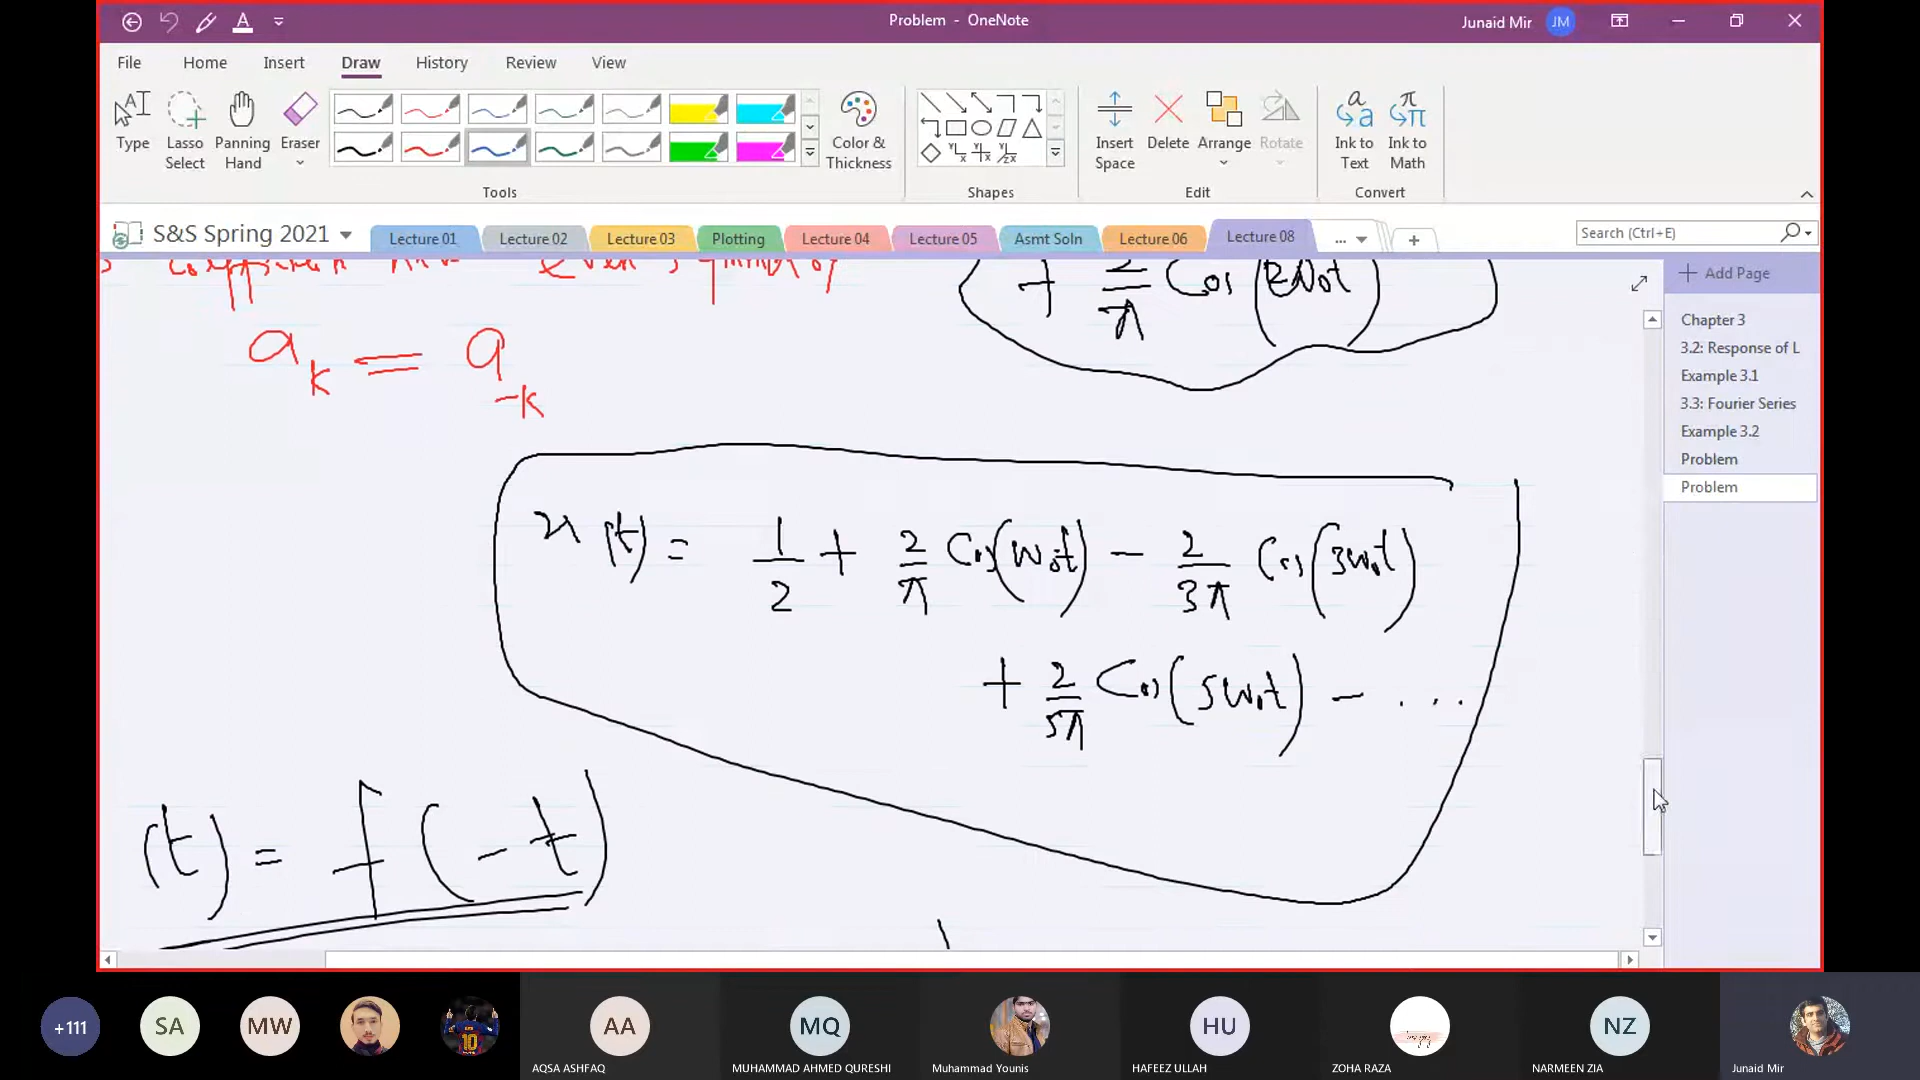 Problem - OneNote
Junaid Mir
JM
File Home Insert Draw History Review View
Type
Lasso Select
Panning Hand
Eraser
Color & Thickness
Insert Space
Delete
Arrange
Rotate
Ink to Text
Ink to Math
Tools
Shapes
Edit
Convert
S&S Spring 2021
Lecture 01
Lecture 02
Lecture 03
Plotting
Lecture 04
Lecture 05
Asmt Soln
Lecture 06
Lecture 08
...
Search (Ctrl+E)
Add Page
Chapter 3
3.2: Response of L
Example 3.1
3.3: Fourier Series
Example 3.2
Problem
Problem
a_k = a_-k
x(t) = 1/2 + 2/π Cos(w₀t) - 2/3π Cos(3w₀t)
+ 2/5π Cos(5w₀t) - ....
(t) = f(-t)
+111
SA
MW
AA
AQSA ASHFAQ
MQ
MUHAMMAD AHMED QURESHI
Muhammad Younis
HU
HAFEEZ ULLAH
ZOHA RAZA
NZ
NARMEEN ZIA
Junaid Mir